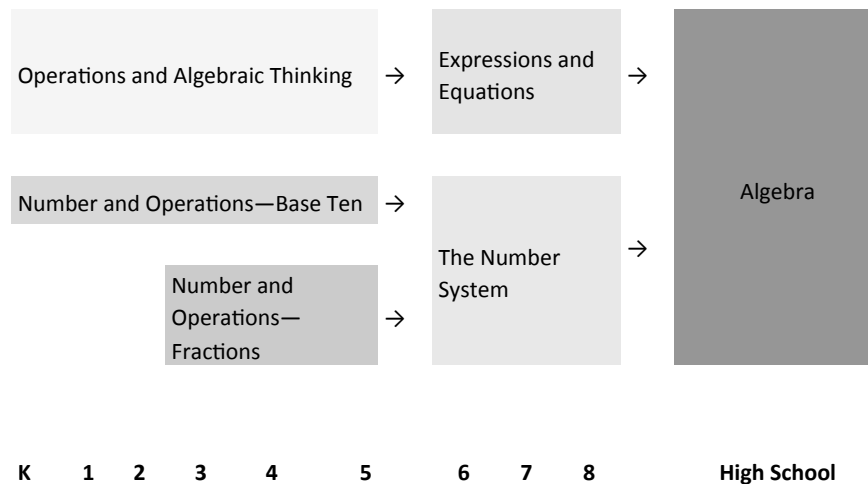 Operations and Algebraic Thinking →
Expressions and
Equations →
Algebra
Number and Operations—Base Ten →
The Number
System →
Number and
Operations—
Fractions →
K 1 2 3 4 5 6 7 8 High School